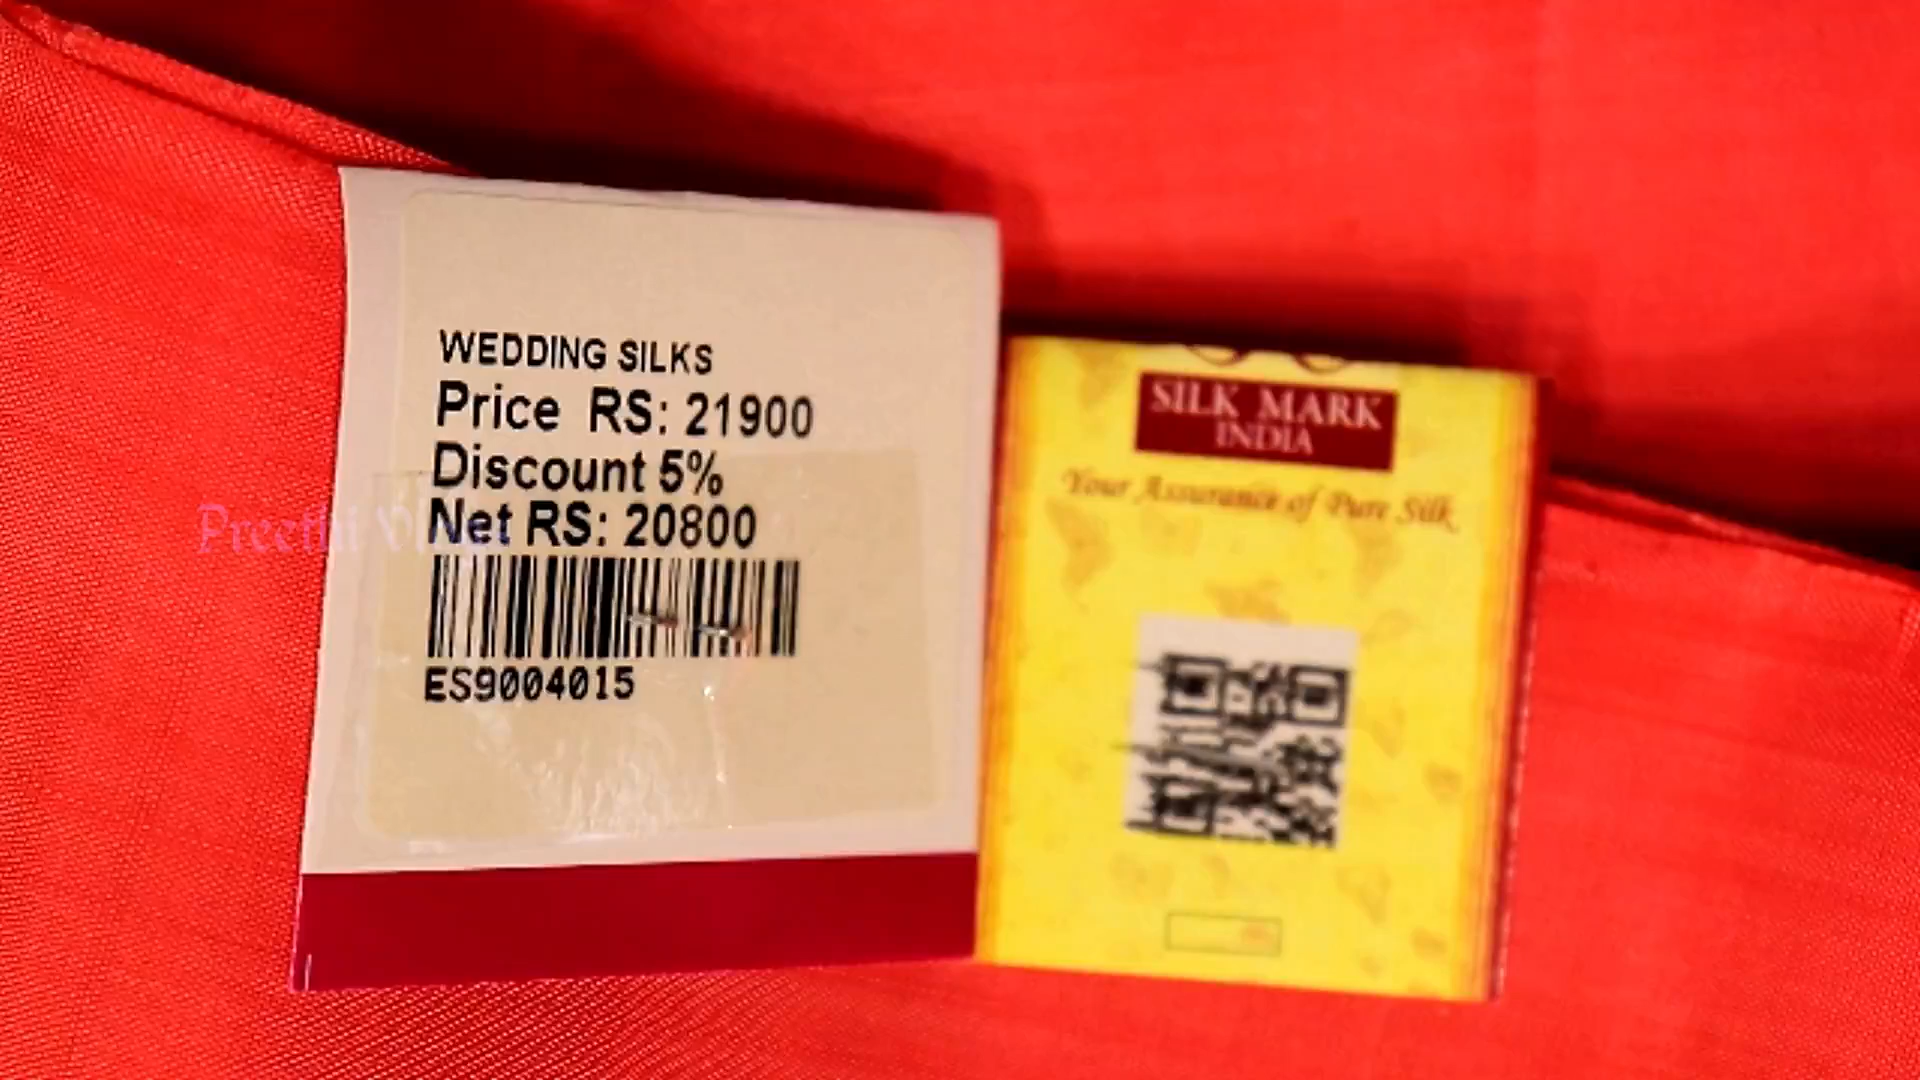 WEDDING SILKS
Price RS: 21900
Discount 5%
Net RS: 20800
ES9004015
SILK MARK
INDIA
Your Assurance of Pure Silk
Preethi